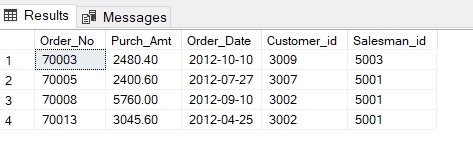 Results Messages
Order_No Purch_Amt Order_Date Customer_id Salesman_id
1 70003 2480.40 2012-10-10 3009 5003
2 70005 2400.60 2012-07-27 3007 5001
3 70008 5760.00 2012-09-10 3002 5001
4 70013 3045.60 2012-04-25 3002 5001